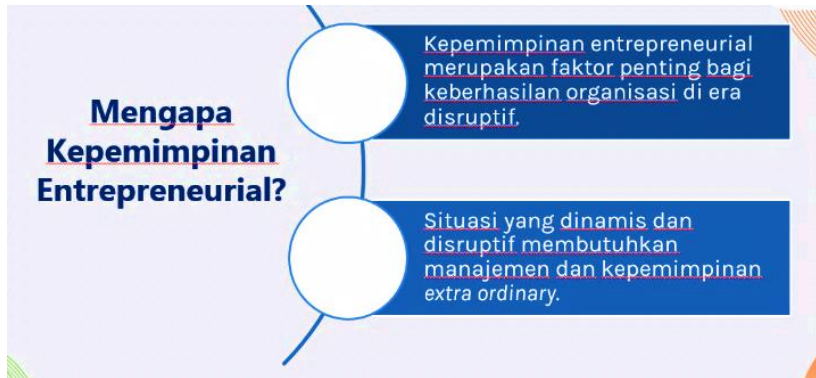 Mengapa
Kepemimpinan
Entrepreneurial?
Kepemimpinan entrepreneurial
merupakan faktor penting bagi
keberhasilan organisasi di era
disruptif.
Situasi yang dinamis dan
disruptif membutuhkan
manajemen dan kepemimpinan
extra ordinary.